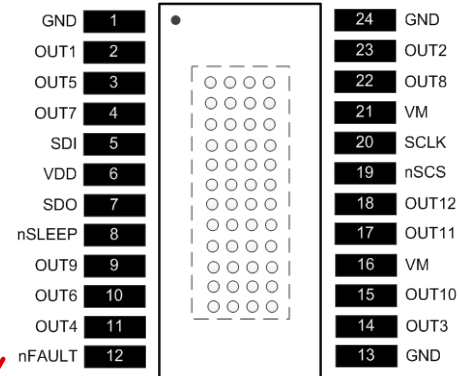 GND 1 24 GND
OUT1 2 23 OUT2
OUT5 3 22 OUT8
OUT7 4 21 VM
SDI 5 20 SCLK
VDD 6 19 nSCS
SDO 7 18 OUT12
nSLEEP 8 17 OUT11
OUT9 9 16 VM
OUT6 10 15 OUT10
OUT4 11 14 OUT3
nFAULT 12 13 GND